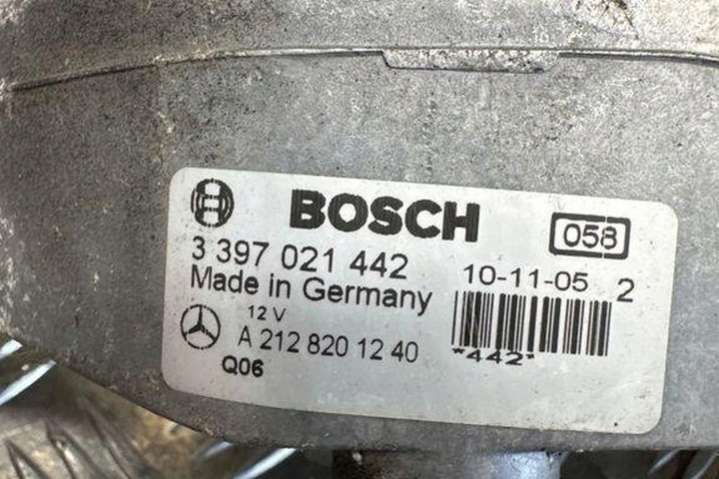 BOSCH
058
3 397 021 442
10-11-05 2
Made in Germany
12 V
A 212 820 12 40
*442*
Q06